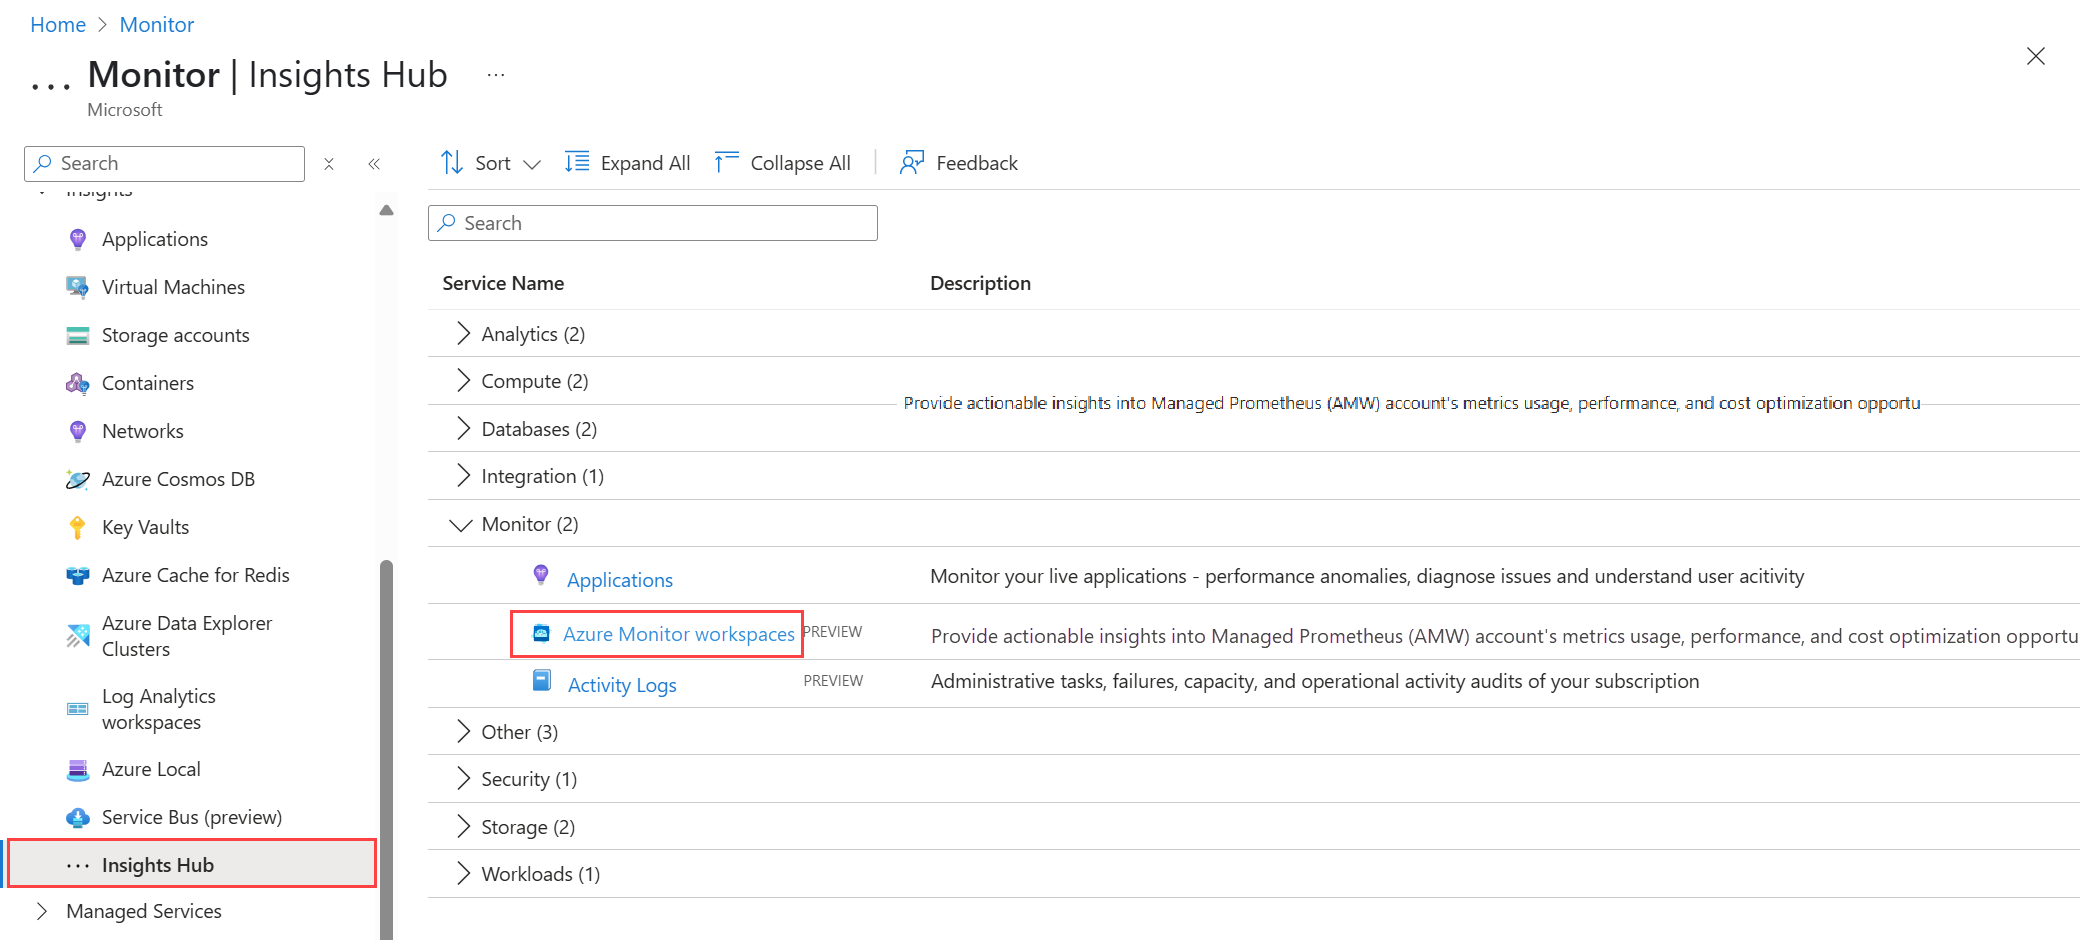 Home > Monitor
... Monitor | Insights Hub ...
Microsoft
Search
Insights
Applications
Virtual Machines
Storage accounts
Containers
Networks
Azure Cosmos DB
Key Vaults
Azure Cache for Redis
Azure Data Explorer
Clusters
Log Analytics
workspaces
Azure Local
Service Bus (preview)
Insights Hub
Managed Services
Sort Expand All Collapse All Feedback
Search
Service Name Description
Analytics (2)
Compute (2)
Provide actionable insights into Managed Prometheus (AMW) account's metrics usage, performance, and cost optimization opportu
Databases (2)
Integration (1)
Monitor (2)
Applications Monitor your live applications - performance anomalies, diagnose issues and understand user acitivity
Azure Monitor workspaces PREVIEW Provide actionable insights into Managed Prometheus (AMW) account's metrics usage, performance, and cost optimization opportu
Activity Logs PREVIEW Administrative tasks, failures, capacity, and operational activity audits of your subscription
Other (3)
Security (1)
Storage (2)
Workloads (1)